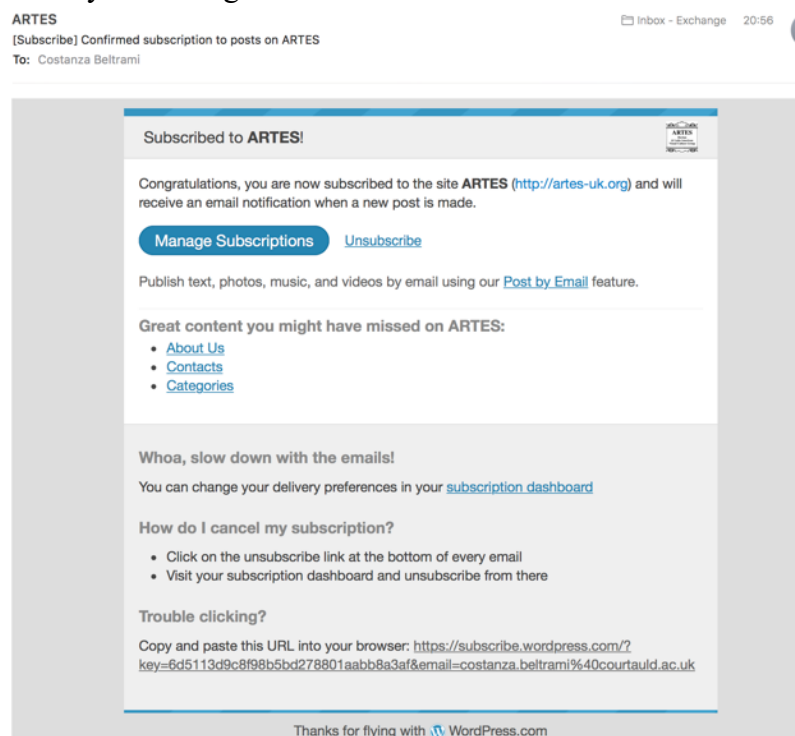 ARTES
Inbox - Exchange 20:56
[Subscribe] Confirmed subscription to posts on ARTES
To: Costanza Beltrami
Subscribed to ARTES!
ARTES
Congratulations, you are now subscribed to the site ARTES (http://artes-uk.org) and will
receive an email notification when a new post is made.
Manage Subscriptions Unsubscribe
Publish text, photos, music, and videos by email using our Post by Email feature.
Great content you might have missed on ARTES:
• About Us
• Contacts
• Categories
Whoa, slow down with the emails!
You can change your delivery preferences in your subscription dashboard
How do I cancel my subscription?
• Click on the unsubscribe link at the bottom of every email
• Visit your subscription dashboard and unsubscribe from there
Trouble clicking?
Copy and paste this URL into your browser: https://subscribe.wordpress.com/?
key=6d5113d9c8f98b5bd278801aabb8a3af&email=costanza.beltrami%40courtauld.ac.uk
Thanks for flying with WordPress.com